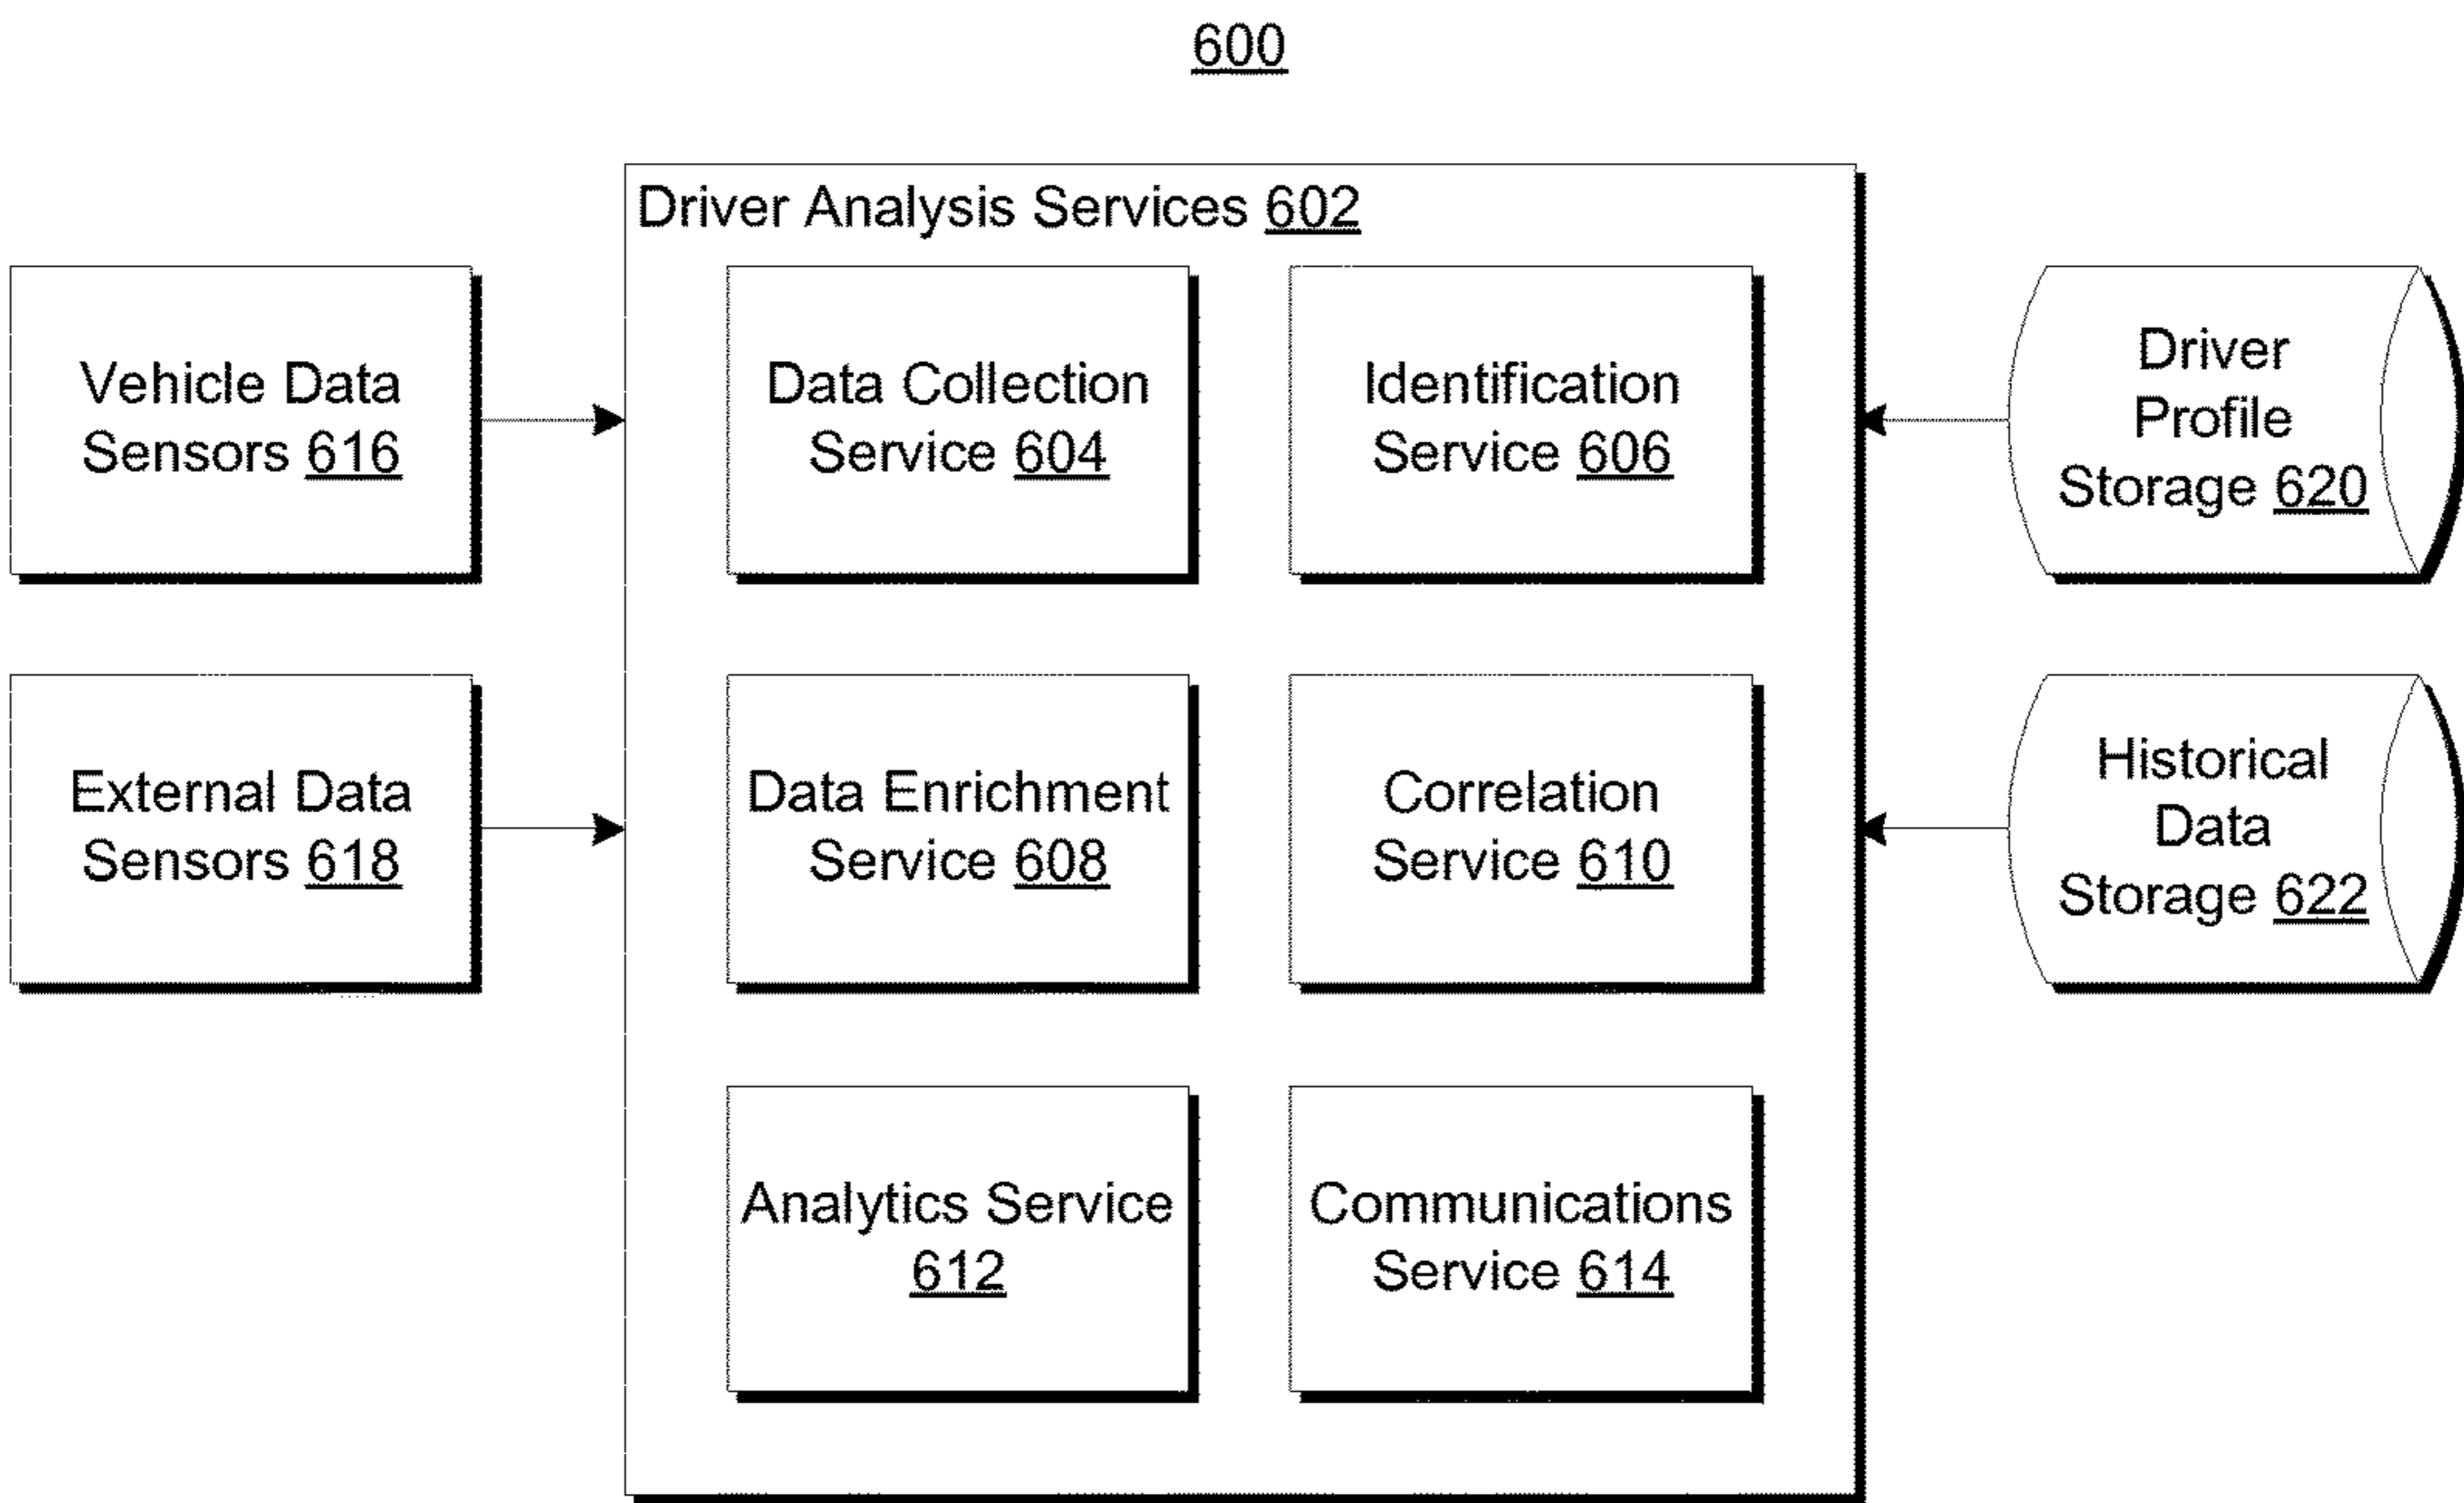 600
Driver Analysis Services 602
Vehicle Data
Sensors 616
Data Collection
Service 604
Identification
Service 606
Driver
Profile
Storage 620
External Data
Sensors 618
Data Enrichment
Service 608
Correlation
Service 610
Historical
Data
Storage 622
Analytics Service
612
Communications
Service 614